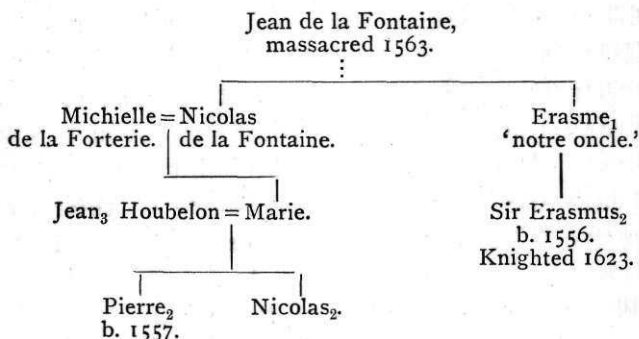 Jean de la Fontaine,
massacred 1563.
Michielle = Nicolas
de la Forterie. de la Fontaine.
Erasme₁
'notre oncle.'
Jean₃ Houbelon = Marie.
Sir Erasmus₂
b. 1556.
Knighted 1623.
Pierre₂
b. 1557.
Nicolas₂.